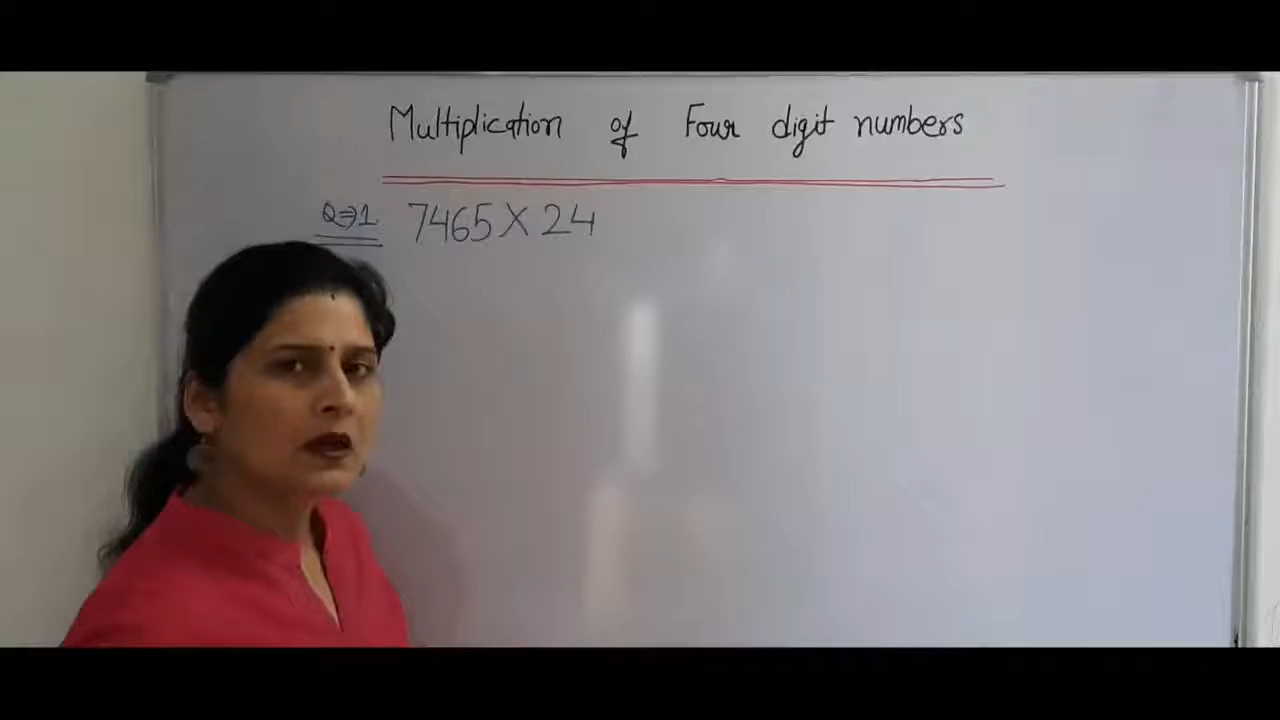 Multiplication of Four digit numbers
Q⇒1. 7465 X 24